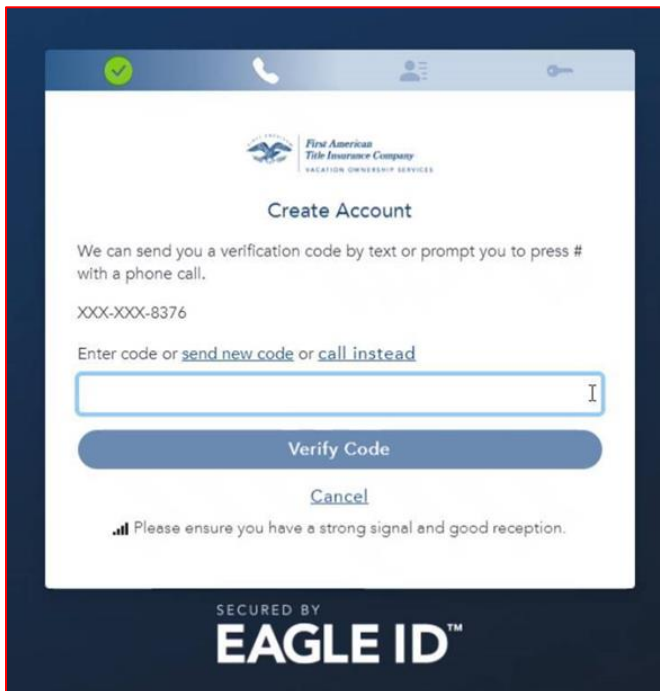 First American
Title Insurance Company
VACATION OWNERSHIP SERVICES
Create Account
We can send you a verification code by text or prompt you to press #
with a phone call.
XXX-XXX-8376
Enter code or send new code or call instead
Verify Code
Cancel
Please ensure you have a strong signal and good reception.
SECURED BY
EAGLE ID™